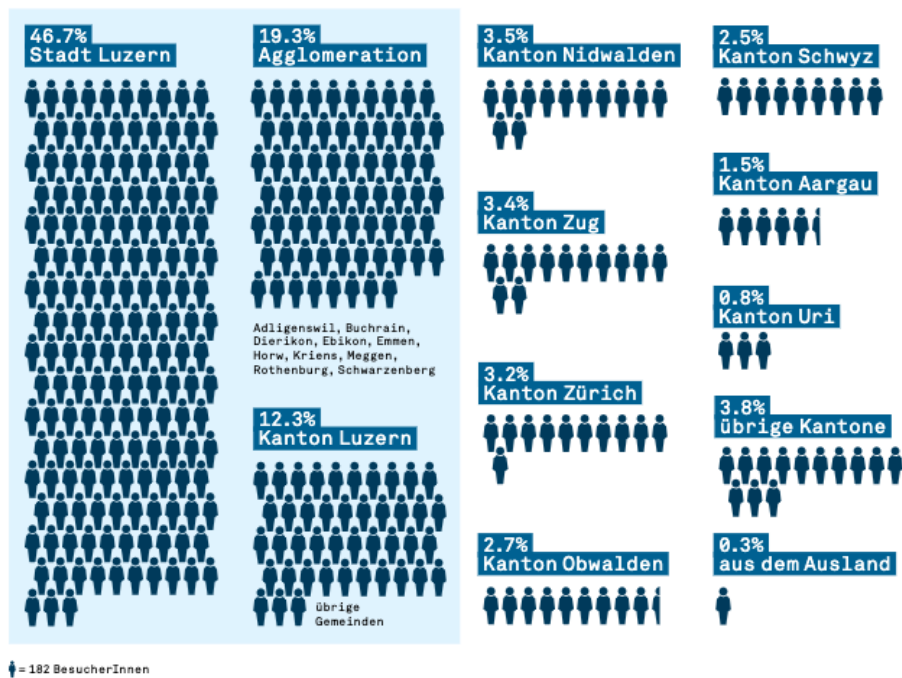 46.7%
Stadt Luzern
19.3%
Agglomeration
Adligenswil, Buchrain,
Dierikon, Ebikon, Emmen,
Horw, Kriens, Meggen,
Rothenburg, Schwarzenberg
12.3%
Kanton Luzern
übrige
Gemeinden
3.5%
Kanton Nidwalden
3.4%
Kanton Zug
3.2%
Kanton Zürich
2.7%
Kanton Obwalden
2.5%
Kanton Schwyz
1.5%
Kanton Aargau
0.8%
Kanton Uri
3.8%
übrige Kantone
0.3%
aus dem Ausland
= 182 BesucherInnen